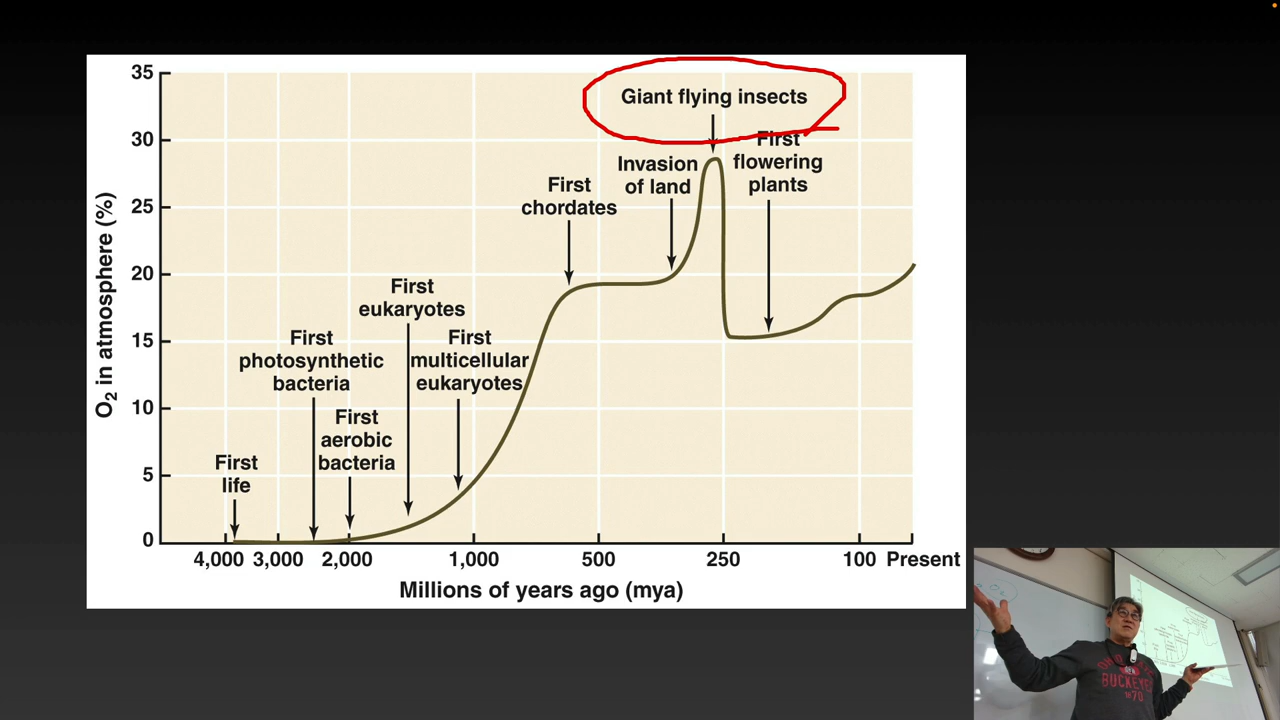 35
30
25
20
15
10
5
0
O2 in atmosphere (%)
Giant flying insects
First
flowering
plants
Invasion
of land
First
chordates
First
eukaryotes
First
multicellular
eukaryotes
First
photosynthetic
bacteria
First
aerobic
bacteria
First
life
4,000 3,000 2,000 1,000 500 250 100 Present
Millions of years ago (mya)
BUCKEYES